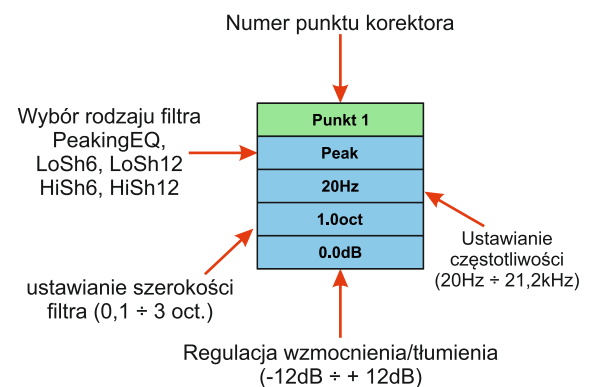 Numer punktu korektora
Wybór rodzaju filtra
PeakingEQ,
LoSh6, LoSh12
HiSh6, HiSh12
Punkt 1
Peak
20Hz
1.0oct
0.0dB
Ustawianie
częstotliwości
(20Hz ÷ 21,2kHz)
ustawianie szerokości
filtra (0,1 ÷ 3 oct.)
Regulacja wzmocnienia/tłumienia
(-12dB ÷ + 12dB)